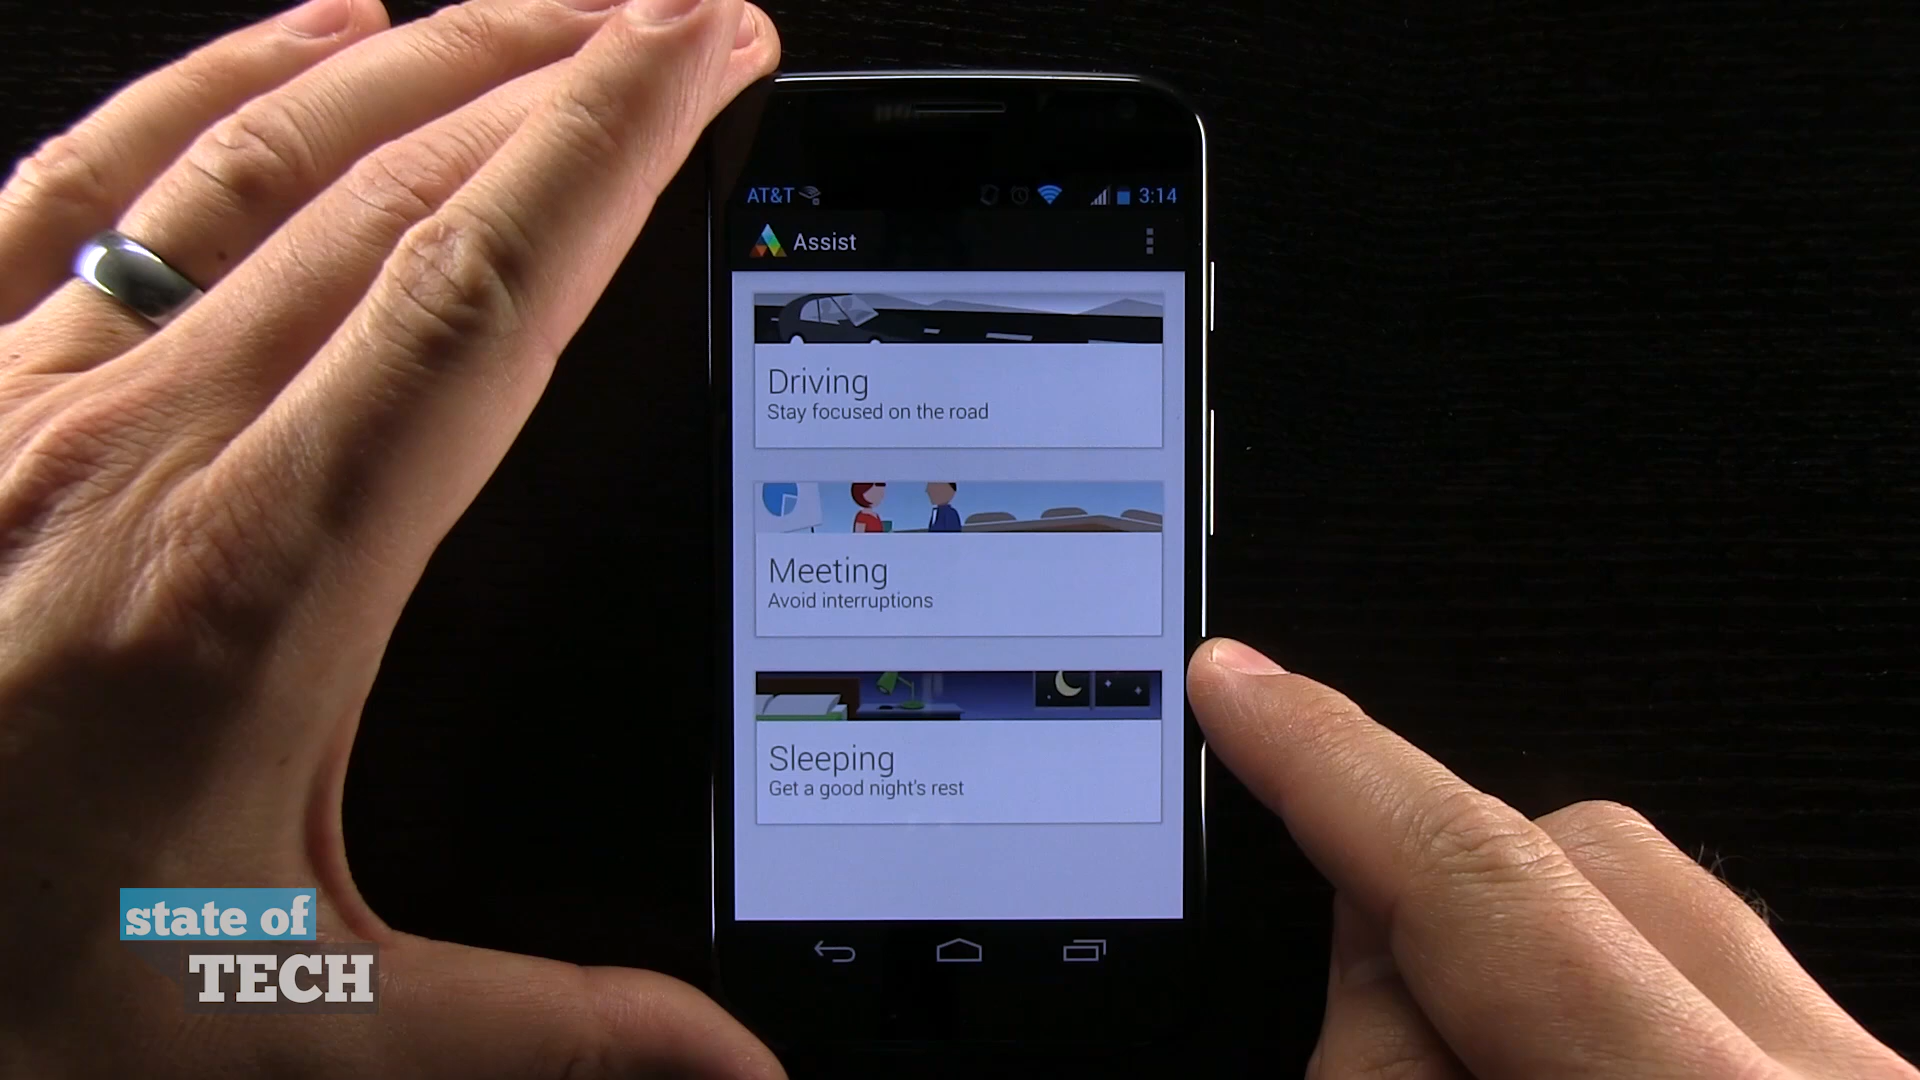 AT&T 3:14
Assist
Driving
Stay focused on the road
Meeting
Avoid interruptions
Sleeping
Get a good night's rest
state of
TECH